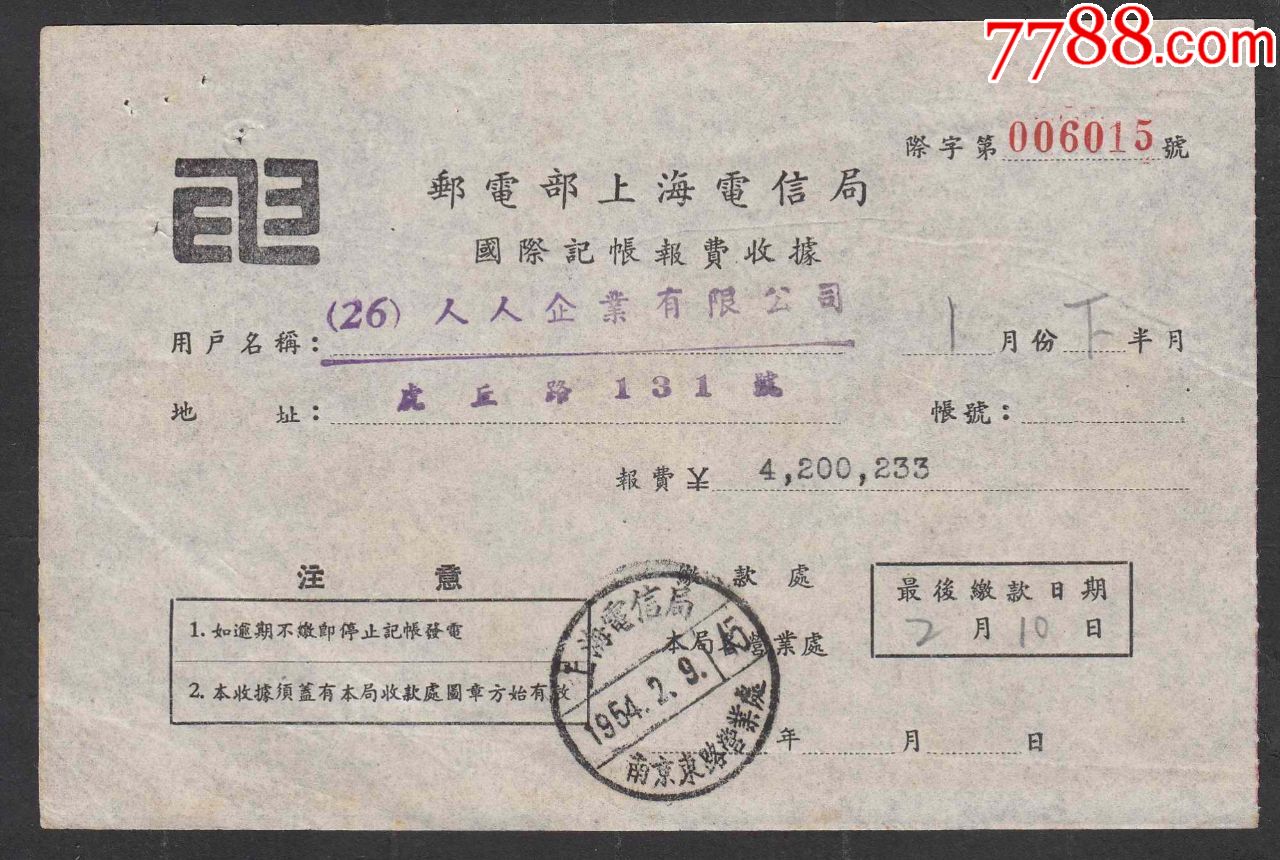 7788.com
際字第006015號
郵電部上海電信局
國際記帳報費收據
用戶名稱：(26)人人企業有限公司 1月份下半月
地址：虎丘路131號 帳號：
報費¥ 4,200,233
注意
1.如逾期不繳即停止記帳發電
2.本收據須蓋有本局收款處圖章方始有效
繳款處
本局 營業處
最後繳款日期
2月10日
上海電信局
1954.2.9. 15
南京東路營業處
年 月 日